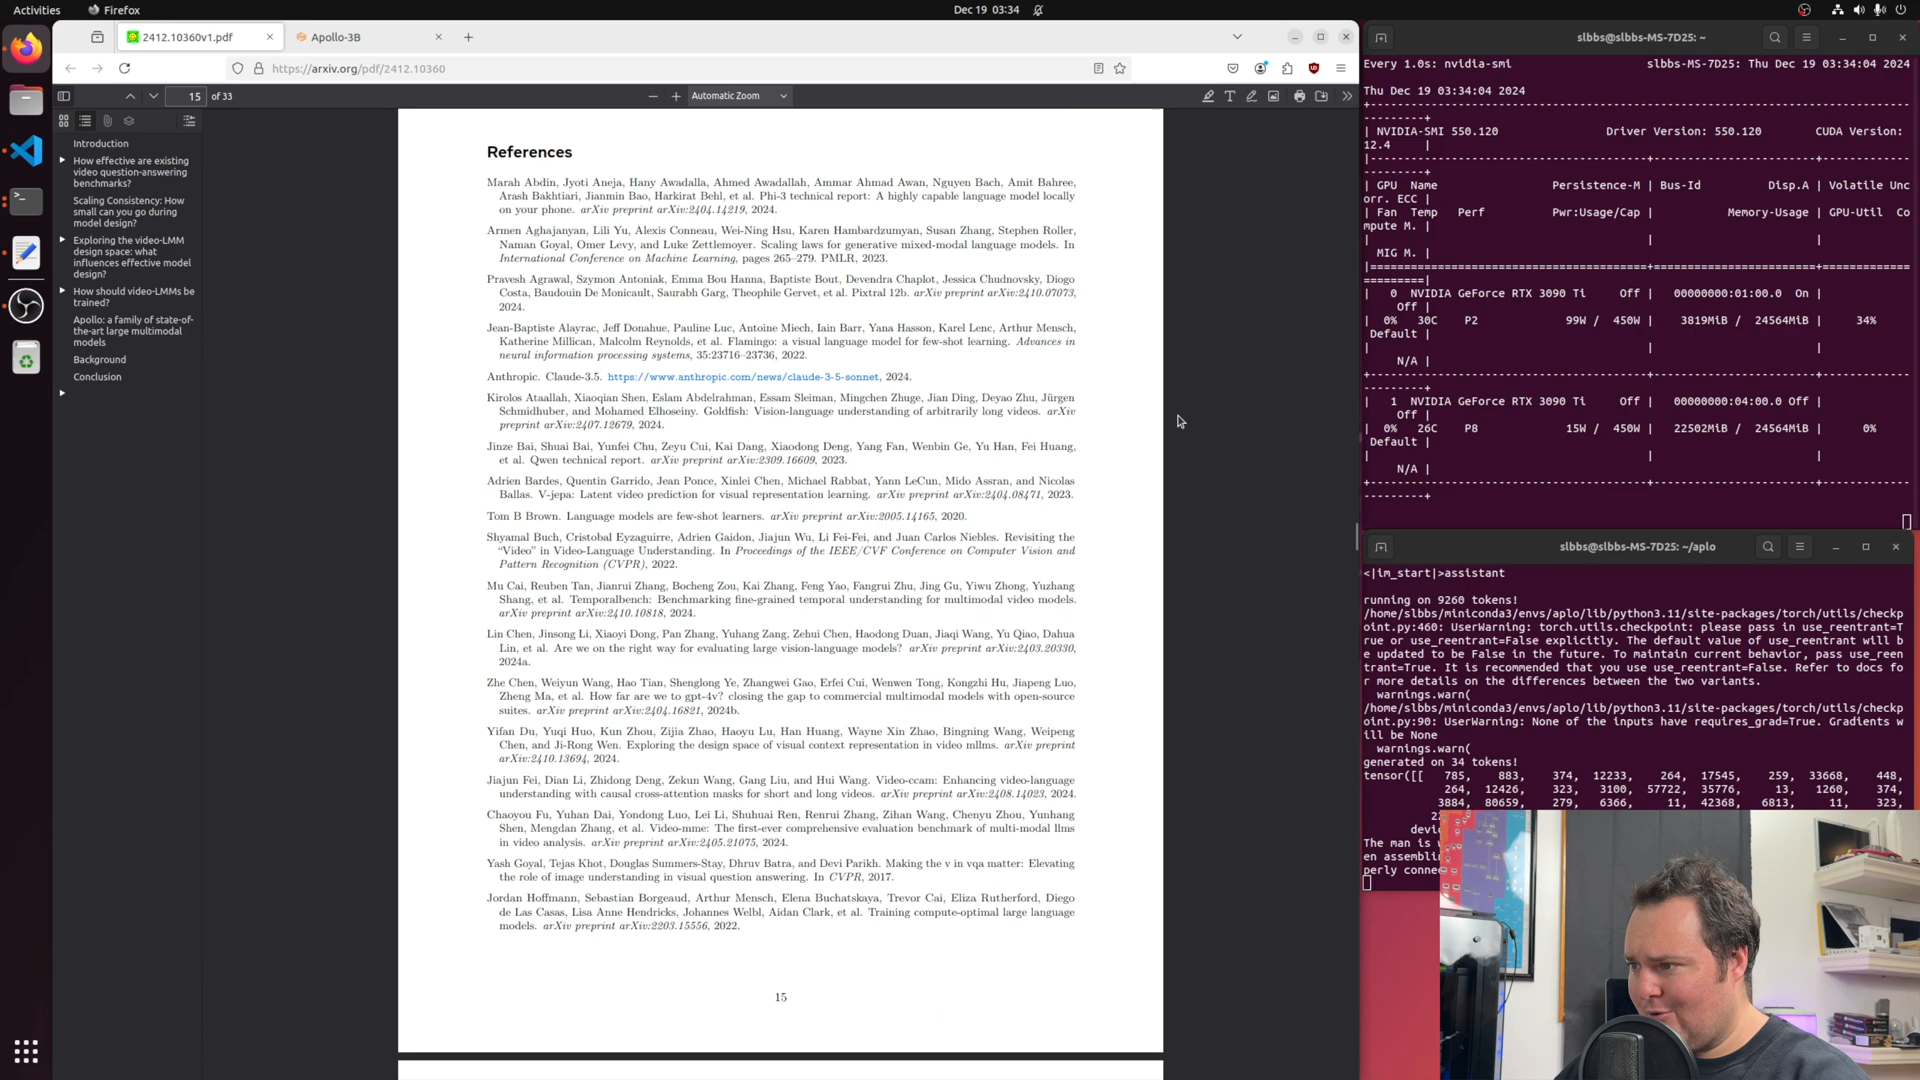 Activities
Firefox
Dec 19 03:34
2412.10360v1.pdf
Apollo-3B
https://arxiv.org/pdf/2412.10360
15 of 33
Automatic Zoom
Introduction
How effective are existing
video question-answering
benchmarks?
Scaling Consistency: How
small can you go during
model design?
Exploring the video-LMM
design space: what
influences effective model
design?
How should video-LMMs be
trained?
Apollo: a family of state-of-
the-art large multimodal
models
Background
Conclusion
References
Marah Abdin, Jyoti Aneja, Hany Awadalla, Ahmed Awadallah, Ammar Ahmad Awan, Nguyen Bach, Amit Bahree,
Arash Bakhtiari, Jianmin Bao, Harkirat Behl, et al. Phi-3 technical report: A highly capable language model locally
on your phone. arXiv preprint arXiv:2404.14219, 2024.
Armen Aghajanyan, Lili Yu, Alexis Conneau, Wei-Ning Hsu, Karen Hambardzumyan, Susan Zhang, Stephen Roller,
Naman Goyal, Omer Levy, and Luke Zettlemoyer. Scaling laws for generative mixed-modal language models. In
International Conference on Machine Learning, pages 265–279. PMLR, 2023.
Pravesh Agrawal, Szymon Antoniak, Emma Bou Hanna, Baptiste Bout, Devendra Chaplot, Jessica Chudnovsky, Diogo
Costa, Baudouin De Monicault, Saurabh Garg, Theophile Gervet, et al. Pixtral 12b. arXiv preprint arXiv:2410.07073,
2024.
Jean-Baptiste Alayrac, Jeff Donahue, Pauline Luc, Antoine Miech, Iain Barr, Yana Hasson, Karel Lenc, Arthur Mensch,
Katherine Millican, Malcolm Reynolds, et al. Flamingo: a visual language model for few-shot learning. Advances in
neural information processing systems, 35:23716–23736, 2022.
Anthropic. Claude-3.5. https://www.anthropic.com/news/claude-3-5-sonnet, 2024.
Kirolos Ataallah, Xiaoqian Shen, Eslam Abdelrahman, Essam Sleiman, Mingchen Zhuge, Jian Ding, Deyao Zhu, Jürgen
Schmidhuber, and Mohamed Elhoseiny. Goldfish: Vision-language understanding of arbitrarily long videos. arXiv
preprint arXiv:2407.12679, 2024.
Jinze Bai, Shuai Bai, Yunfei Chu, Zeyu Cui, Kai Dang, Xiaodong Deng, Yang Fan, Wenbin Ge, Yu Han, Fei Huang,
et al. Qwen technical report. arXiv preprint arXiv:2309.16609, 2023.
Adrien Bardes, Quentin Garrido, Jean Ponce, Xinlei Chen, Michael Rabbat, Yann LeCun, Mido Assran, and Nicolas
Ballas. V-jepa: Latent video prediction for visual representation learning. arXiv preprint arXiv:2404.08471, 2023.
Tom B Brown. Language models are few-shot learners. arXiv preprint arXiv:2005.14165, 2020.
Shyamal Buch, Cristobal Eyzaguirre, Adrien Gaidon, Jiajun Wu, Li Fei-Fei, and Juan Carlos Niebles. Revisiting the
“Video” in Video-Language Understanding. In Proceedings of the IEEE/CVF Conference on Computer Vision and
Pattern Recognition (CVPR), 2022.
Mu Cai, Reuben Tan, Jianrui Zhang, Bocheng Zou, Kai Zhang, Feng Yao, Fangrui Zhu, Jing Gu, Yiwu Zhong, Yuzhang
Shang, et al. Temporalbench: Benchmarking fine-grained temporal understanding for multimodal video models.
arXiv preprint arXiv:2410.10818, 2024.
Lin Chen, Jinsong Li, Xiaoyi Dong, Pan Zhang, Yuhang Zang, Zehui Chen, Haodong Duan, Jiaqi Wang, Yu Qiao, Dahua
Lin, et al. Are we on the right way for evaluating large vision-language models? arXiv preprint arXiv:2403.20330,
2024a.
Zhe Chen, Weiyun Wang, Hao Tian, Shenglong Ye, Zhangwei Gao, Erfei Cui, Wenwen Tong, Kongzhi Hu, Jiapeng Luo,
Zheng Ma, et al. How far are we to gpt-4v? closing the gap to commercial multimodal models with open-source
suites. arXiv preprint arXiv:2404.16821, 2024b.
Yifan Du, Yuqi Huo, Kun Zhou, Zijia Zhao, Haoyu Lu, Han Huang, Wayne Xin Zhao, Bingning Wang, Weipeng
Chen, and Ji-Rong Wen. Exploring the design space of visual context representation in video mllms. arXiv preprint
arXiv:2410.13694, 2024.
Jiajun Fei, Dian Li, Zhidong Deng, Zekun Wang, Gang Liu, and Hui Wang. Video-ccam: Enhancing video-language
understanding with causal cross-attention masks for short and long videos. arXiv preprint arXiv:2408.14023, 2024.
Chaoyou Fu, Yuhan Dai, Yondong Luo, Lei Li, Shuhuai Ren, Renrui Zhang, Zihan Wang, Chenyu Zhou, Yunhang
Shen, Mengdan Zhang, et al. Video-mme: The first-ever comprehensive evaluation benchmark of multi-modal llms
in video analysis. arXiv preprint arXiv:2405.21075, 2024.
Yash Goyal, Tejas Khot, Douglas Summers-Stay, Dhruv Batra, and Devi Parikh. Making the v in vqa matter: Elevating
the role of image understanding in visual question answering. In CVPR, 2017.
Jordan Hoffmann, Sebastian Borgeaud, Arthur Mensch, Elena Buchatskaya, Trevor Cai, Eliza Rutherford, Diego
de Las Casas, Lisa Anne Hendricks, Johannes Welbl, Aidan Clark, et al. Training compute-optimal large language
models. arXiv preprint arXiv:2203.15556, 2022.
15
slbbs@slbbs-MS-7D25: ~
Every 1.0s: nvidia-smi slbbs-MS-7D25: Thu Dec 19 03:34:04 2024
Thu Dec 19 03:34:04 2024
+-----------------------------------------------------------------------
---------+
| NVIDIA-SMI 550.120 Driver Version: 550.120 CUDA Version:
12.4 |
|-----------------------------------------+------------------------+-------------
---------+
| GPU Name Persistence-M | Bus-Id Disp.A | Volatile Unc
orr. ECC |
| Fan Temp Perf Pwr:Usage/Cap | Memory-Usage | GPU-Util Co
mpute M. |
| | |
MIG M. |
|=========================================+========================+=============
=========|
| 0 NVIDIA GeForce RTX 3090 Ti Off | 00000000:01:00.0 On |
Off |
| 0% 30C P2 99W / 450W | 3819MiB / 24564MiB | 34%
Default |
| | |
N/A |
+-----------------------------------------+------------------------+-------------
---------+
| 1 NVIDIA GeForce RTX 3090 Ti Off | 00000000:04:00.0 Off |
Off |
| 0% 26C P8 15W / 450W | 22502MiB / 24564MiB | 0%
Default |
| | |
N/A |
+-----------------------------------------+------------------------+-------------
---------+
slbbs@slbbs-MS-7D25: ~/aplo
<|im_start|>assistant
running on 9260 tokens!
/home/slbbs/miniconda3/envs/aplo/lib/python3.11/site-packages/torch/utils/checkp
oint.py:460: UserWarning: torch.utils.checkpoint: please pass in use_reentrant=T
rue or use_reentrant=False explicitly. The default value of use_reentrant will b
e updated to be False in the future. To maintain current behavior, pass use_reen
trant=True. It is recommended that you use use_reentrant=False. Refer to docs fo
r more details on the differences between the two variants.
warnings.warn(
/home/slbbs/miniconda3/envs/aplo/lib/python3.11/site-packages/torch/utils/checkp
oint.py:90: UserWarning: None of the inputs have requires_grad=True. Gradients w
ill be None
warnings.warn(
generated on 34 tokens!
tensor([[ 785, 883, 374, 12233, 264, 17545, 259, 33668, 448,
264, 12426, 323, 3100, 57722, 35776, 13, 1260, 374,
3884, 80659, 279, 6366, 11, 42368, 6813, 11, 323,
2
devi
The man is
en assembli
perly conne